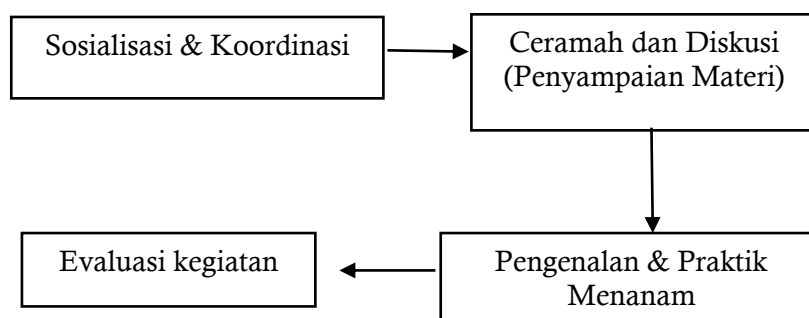 Sosialisasi & Koordinasi
Ceramah dan Diskusi
(Penyampaian Materi)
Pengenalan & Praktik
Menanam
Evaluasi kegiatan